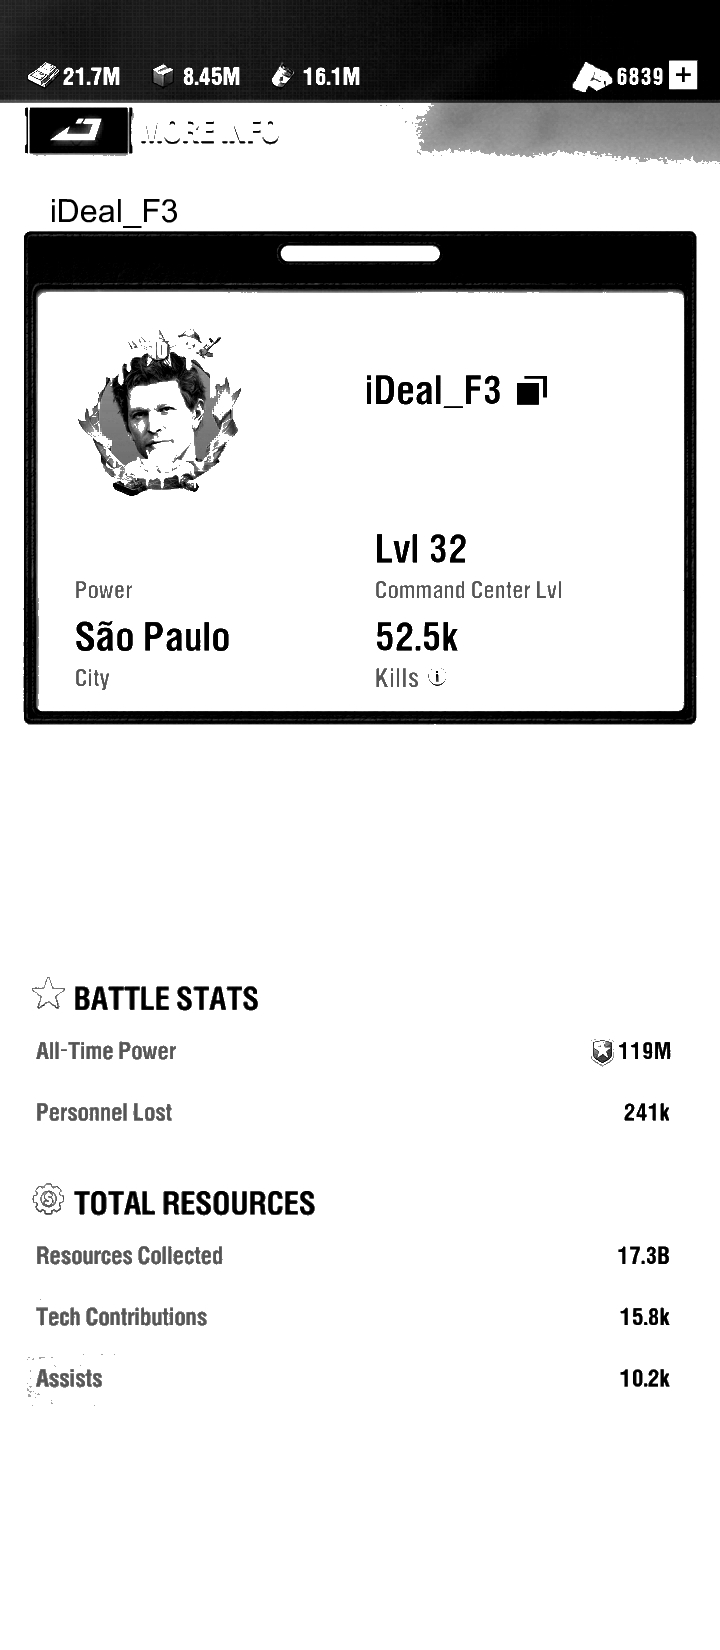 21.7M 8.45M 16.1M 6839 +
MORE INFO
iDeal_F3
iDeal_F3
Lvl 32
Power Command Center Lvl
São Paulo 52.5k
City Kills i
BATTLE STATS
All-Time Power 119M
Personnel Lost 241k
TOTAL RESOURCES
Resources Collected 17.3B
Tech Contributions 15.8k
Assists 10.2k